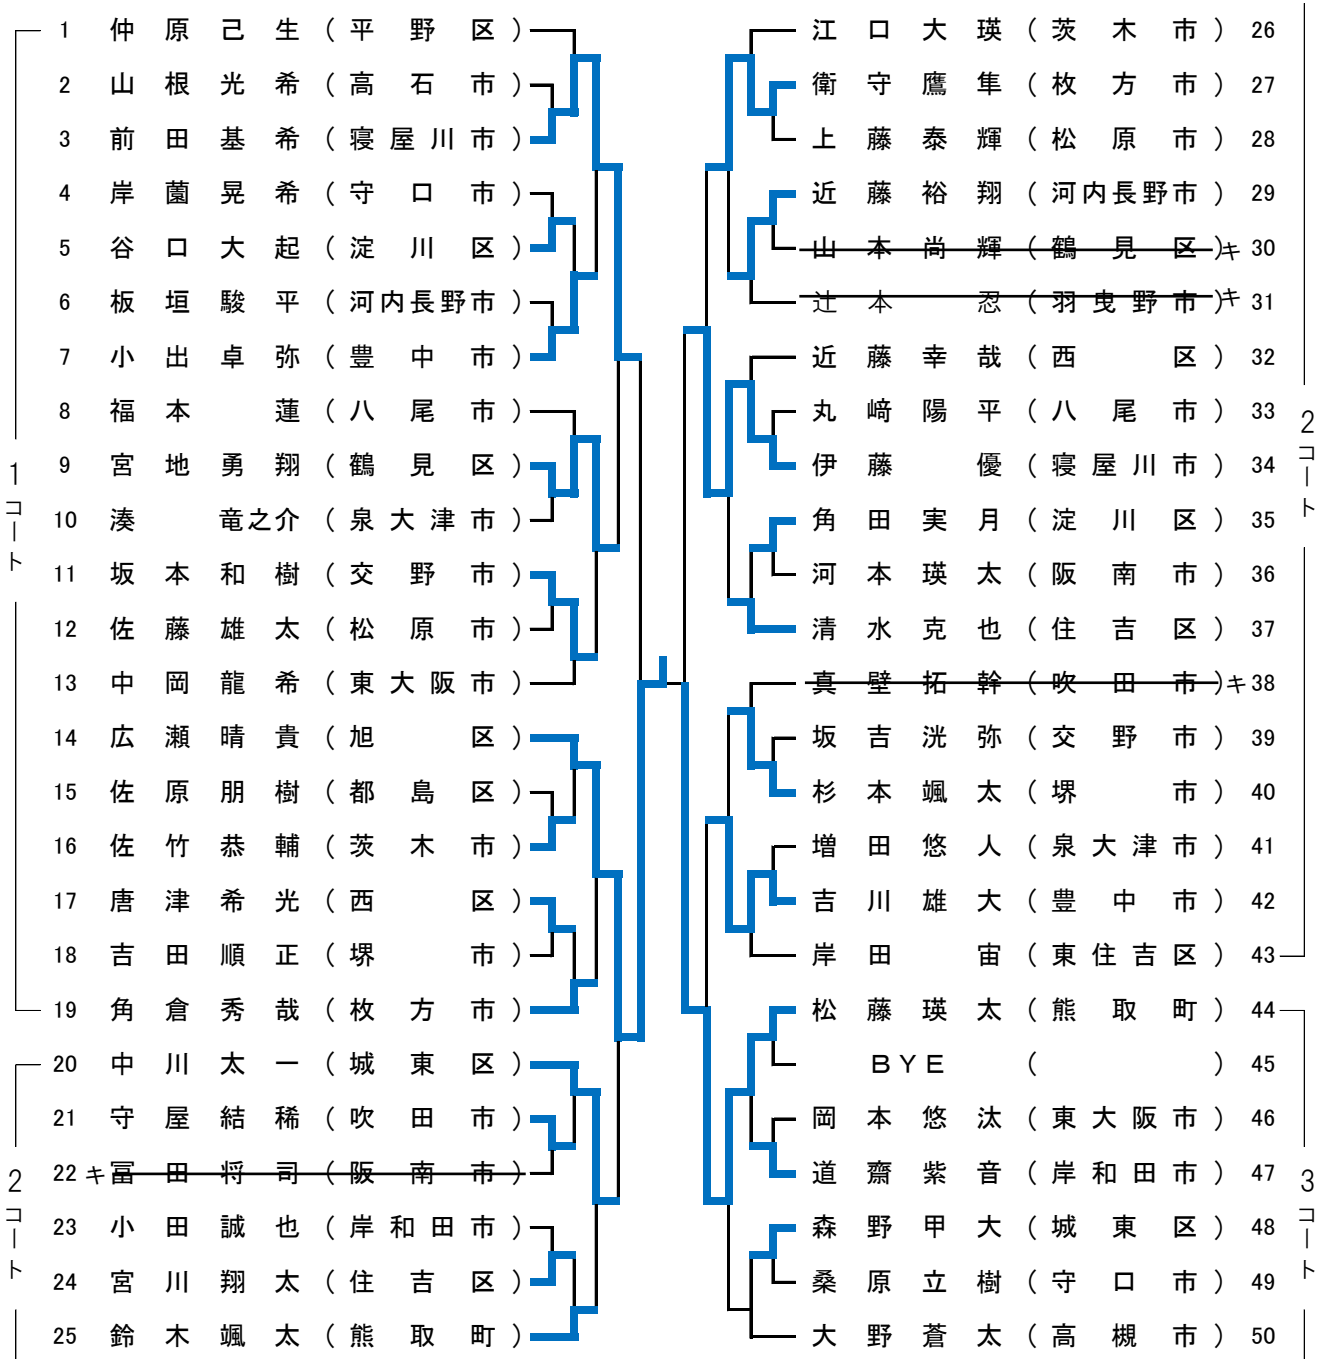 1 仲原己生（平野区）
2 山根光希（高石市）
3 前田基希（寝屋川市）
4 岸薗晃希（守口市）
5 谷口大起（淀川区）
6 板垣駿平（河内長野市）
7 小出卓弥（豊中市）
8 福本　蓮（八尾市）
9 宮地勇翔（鶴見区）
10 湊　竜之介（泉大津市）
11 坂本和樹（交野市）
12 佐藤雄太（松原市）
13 中岡龍希（東大阪市）
14 広瀬晴貴（旭　区）
15 佐原朋樹（都島区）
16 佐竹恭輔（茨木市）
17 唐津希光（西　区）
18 吉田順正（堺　市）
19 角倉秀哉（枚方市）
20 中川太一（城東区）
21 守屋結稀（吹田市）
22 キ 冨田将司（阪南市）
23 小田誠也（岸和田市）
24 宮川翔太（住吉区）
25 鈴木颯太（熊取町）
1コート
2コート
江口大瑛（茨木市） 26
衛守鷹隼（枚方市） 27
上藤泰輝（松原市） 28
近藤裕翔（河内長野市） 29
山本尚輝（鶴見区）キ 30
辻本　忍（羽曳野市）キ 31
近藤幸哉（西　区） 32
丸﨑陽平（八尾市） 33
伊藤　優（寝屋川市） 34
角田実月（淀川区） 35
河本瑛太（阪南市） 36
清水克也（住吉区） 37
真壁拓幹（吹田市）キ 38
坂吉洸弥（交野市） 39
杉本颯太（堺　市） 40
増田悠人（泉大津市） 41
吉川雄大（豊中市） 42
岸田　宙（東住吉区） 43
松藤瑛太（熊取町） 44
ＢＹＥ（　） 45
岡本悠汰（東大阪市） 46
道齋紫音（岸和田市） 47
森野甲大（城東区） 48
桑原立樹（守口市） 49
大野蒼太（高槻市） 50
2コート
3コート